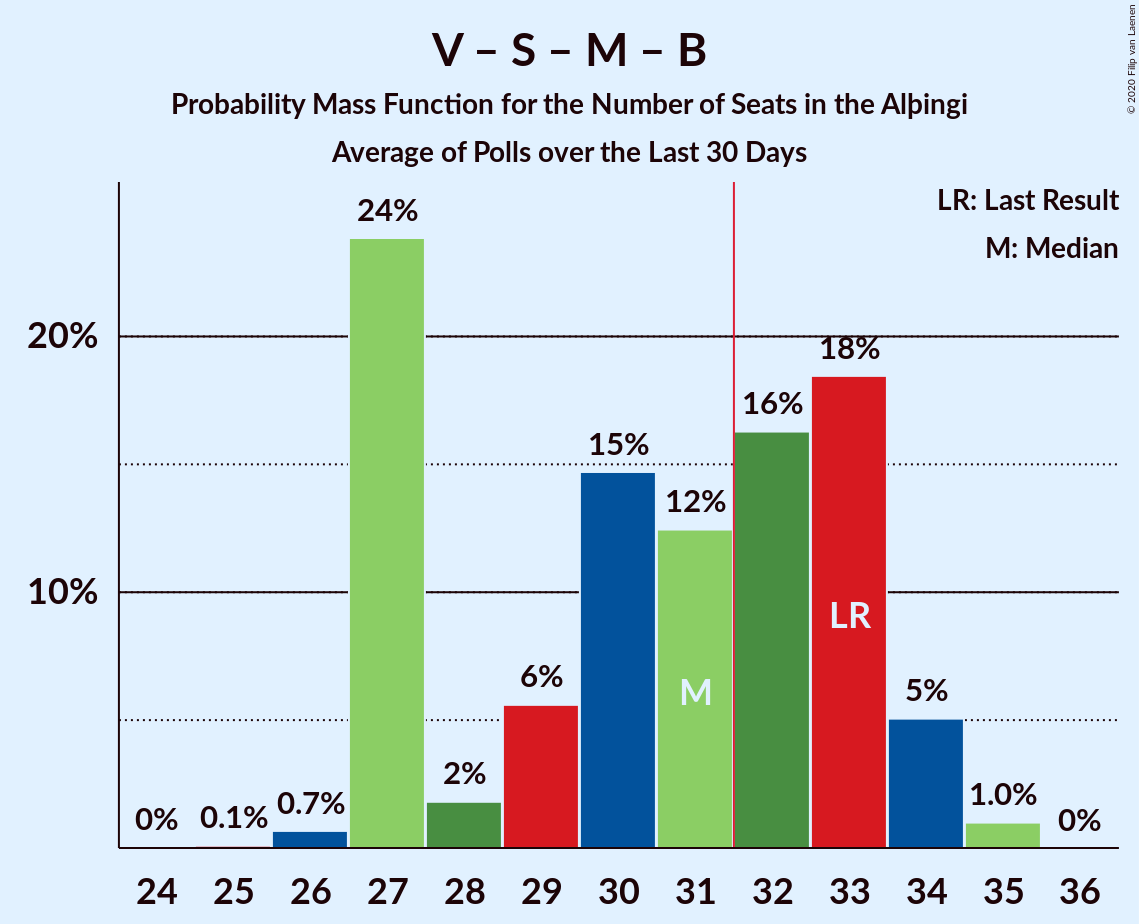 V – S – M – B
Probability Mass Function for the Number of Seats in the Alþingi
Average of Polls over the Last 30 Days
© 2020 Filip van Laenen
LR: Last Result
M: Median
24%
20%
18%
16%
15%
12%
10%
LR
6%
M
5%
2%
0%
0.1%
0.7%
1.0%
0%
24 25 26 27 28 29 30 31 32 33 34 35 36